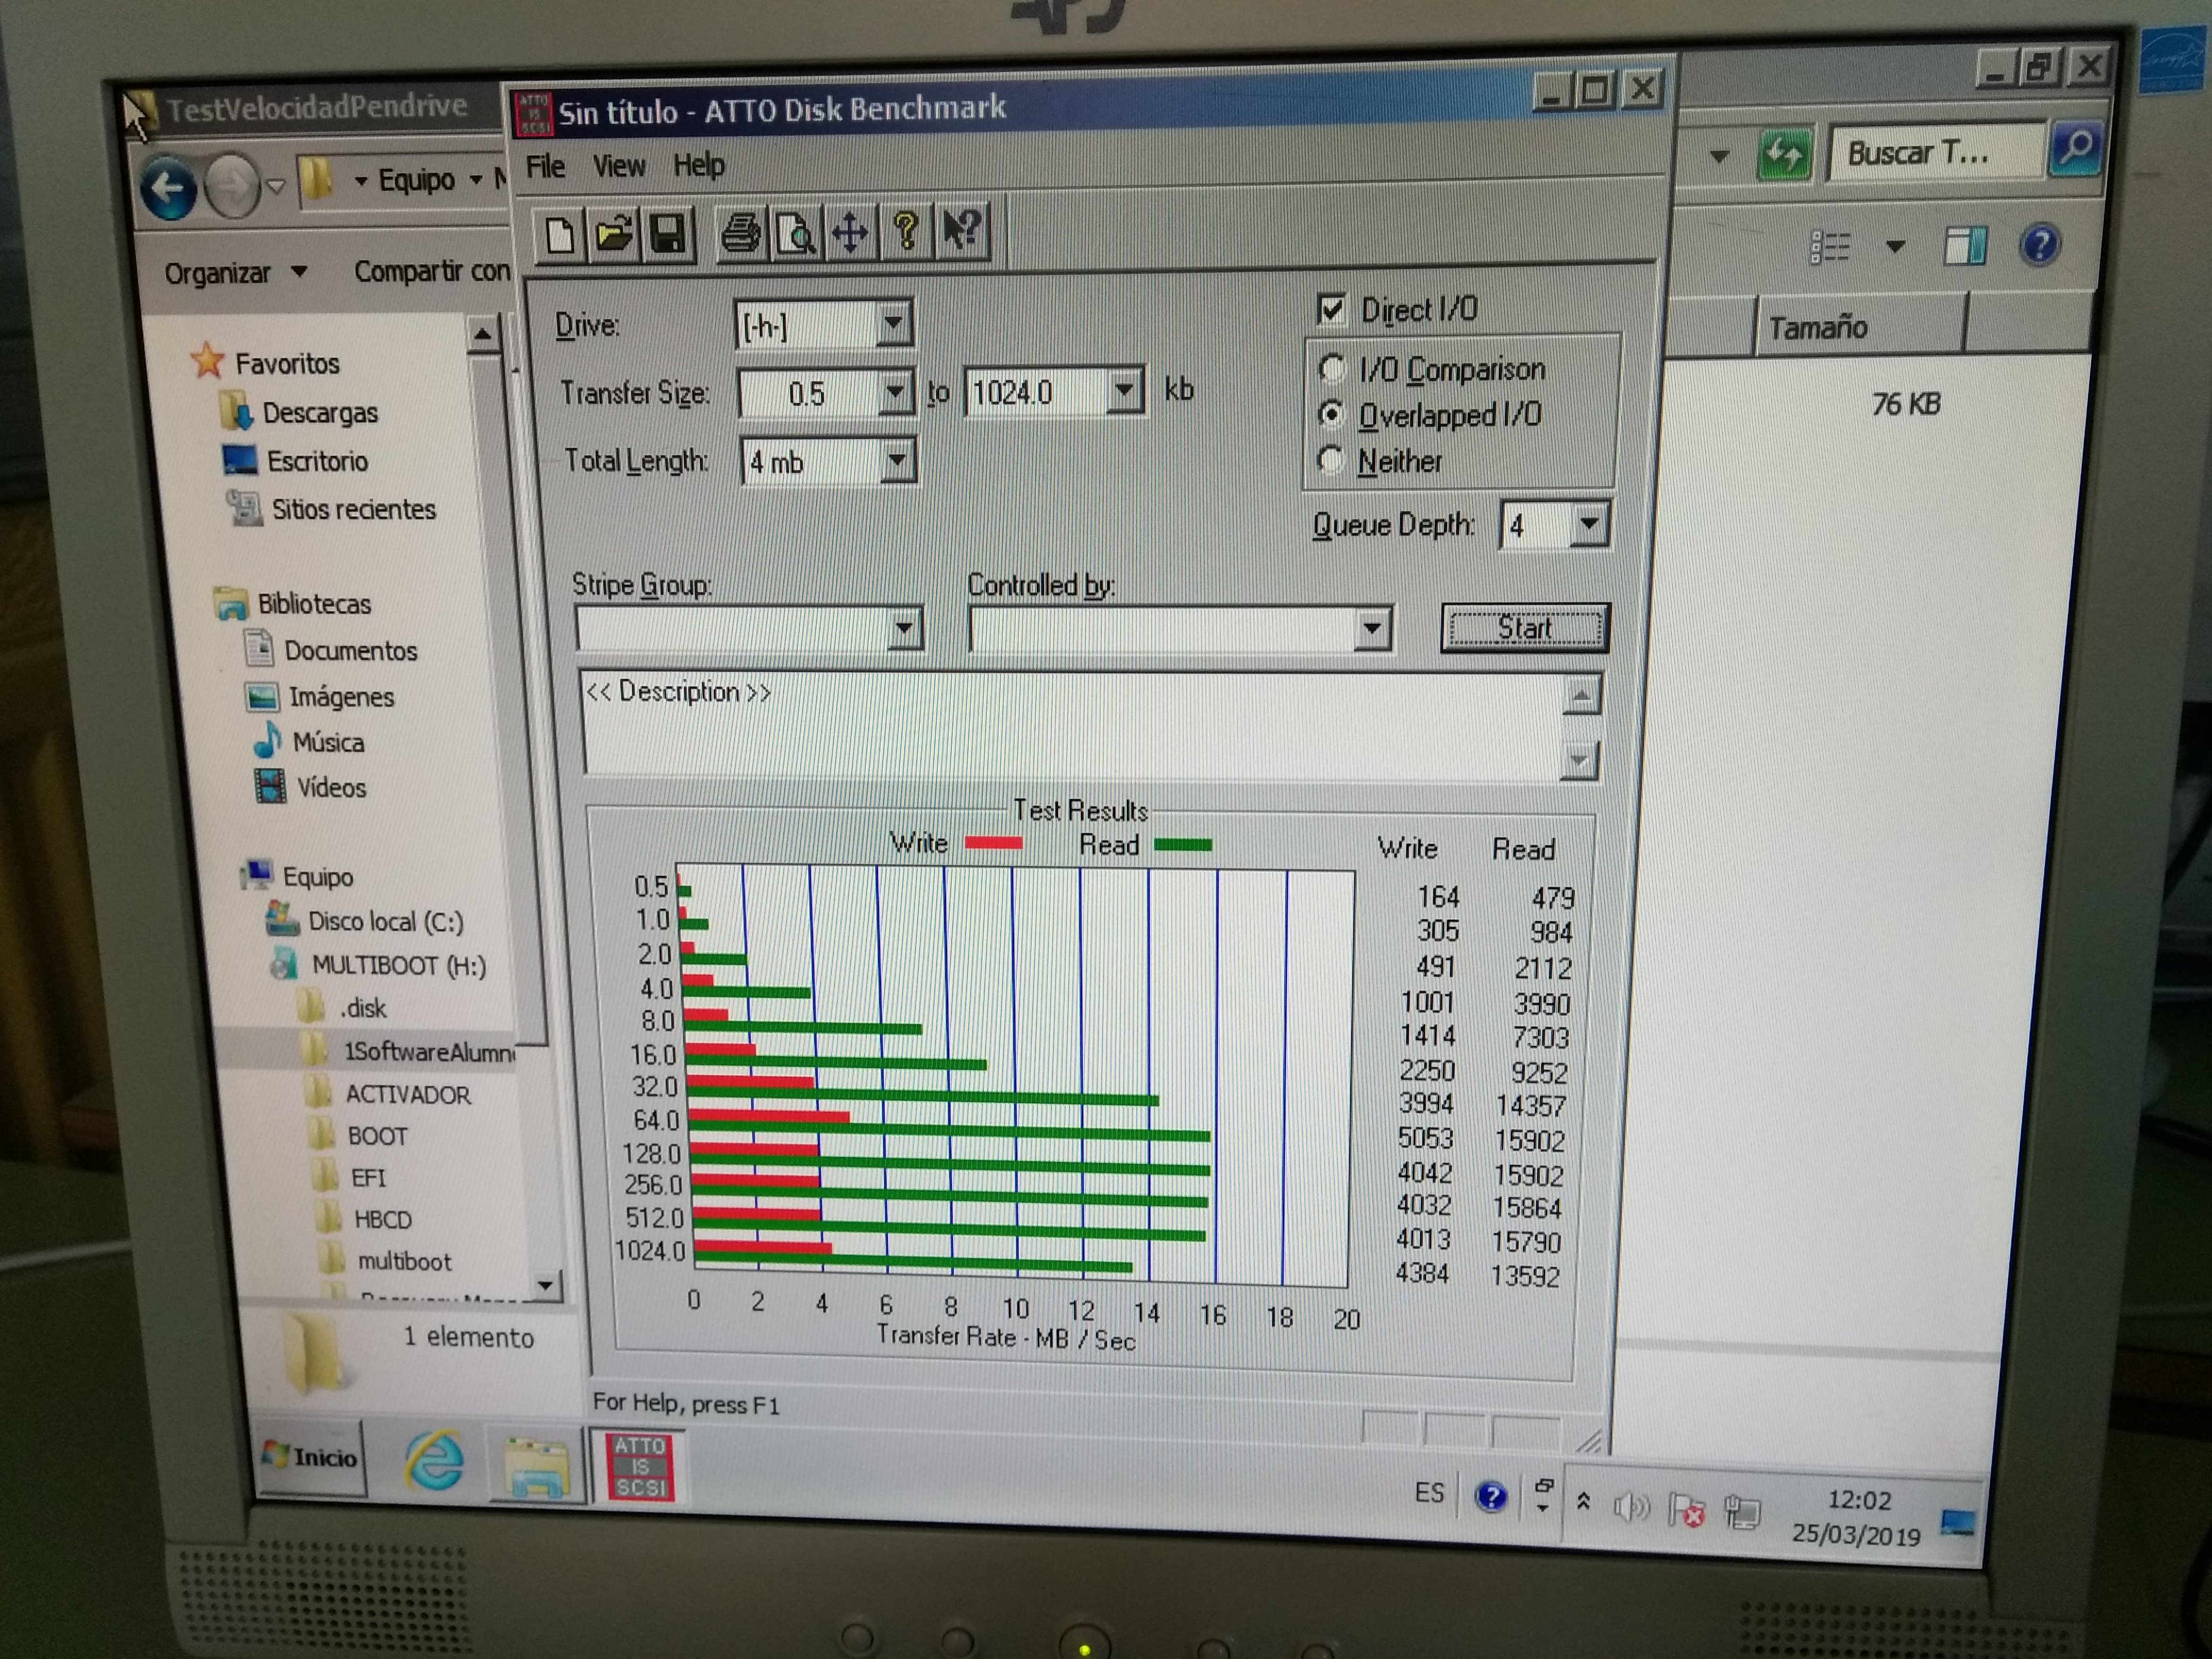 TestVelocidadPendrive
Sin título - ATTO Disk Benchmark
ATTO
IS
SCSI
Equipo
Buscar T...
File View Help
Organizar
Compartir con
Tamaño
76 KB
Favoritos
Descargas
Escritorio
Sitios recientes
Bibliotecas
Documentos
Imágenes
Música
Vídeos
Equipo
Disco local (C:)
MULTIBOOT (H:)
.disk
1SoftwareAlumn
ACTIVADOR
BOOT
EFI
HBCD
multiboot
1 elemento
Drive: [-h-]
Transfer Size: 0.5 to 1024.0 kb
Total Length: 4 mb
Direct I/O
I/O Comparison
Overlapped I/O
Neither
Queue Depth: 4
Stripe Group:
Controlled by:
Start
<< Description >>
Test Results
Write Read Write Read
0.5 164 479
1.0 305 984
2.0 491 2112
4.0 1001 3990
8.0 1414 7303
16.0 2250 9252
32.0 3994 14357
64.0 5053 15902
128.0 4042 15902
256.0 4032 15864
512.0 4013 15790
1024.0 4384 13592
0 2 4 6 8 10 12 14 16 18 20
Transfer Rate - MB / Sec
For Help, press F1
Inicio
ATTO
IS
SCSI
ES
12:02
25/03/2019